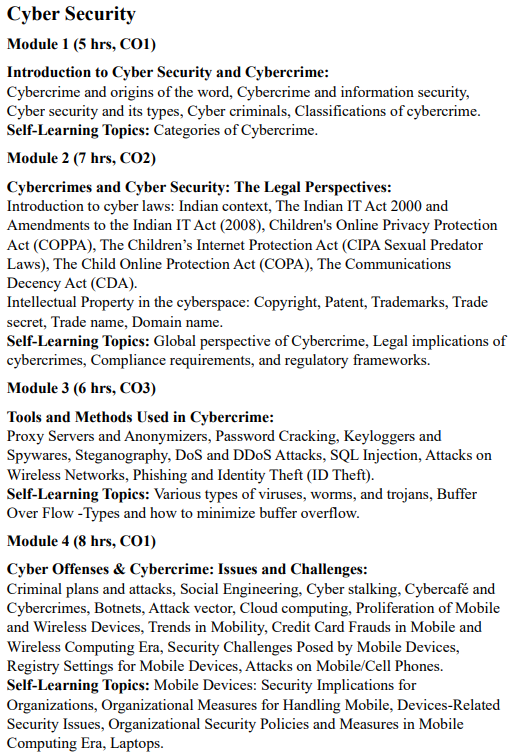 Cyber Security
Module 1 (5 hrs, CO1)
Introduction to Cyber Security and Cybercrime:
Cybercrime and origins of the word, Cybercrime and information security,
Cyber security and its types, Cyber criminals, Classifications of cybercrime.
Self-Learning Topics: Categories of Cybercrime.
Module 2 (7 hrs, CO2)
Cybercrimes and Cyber Security: The Legal Perspectives:
Introduction to cyber laws: Indian context, The Indian IT Act 2000 and
Amendments to the Indian IT Act (2008), Children's Online Privacy Protection
Act (COPPA), The Children’s Internet Protection Act (CIPA Sexual Predator
Laws), The Child Online Protection Act (COPA), The Communications
Decency Act (CDA).
Intellectual Property in the cyberspace: Copyright, Patent, Trademarks, Trade
secret, Trade name, Domain name.
Self-Learning Topics: Global perspective of Cybercrime, Legal implications of
cybercrimes, Compliance requirements, and regulatory frameworks.
Module 3 (6 hrs, CO3)
Tools and Methods Used in Cybercrime:
Proxy Servers and Anonymizers, Password Cracking, Keyloggers and
Spywares, Steganography, DoS and DDoS Attacks, SQL Injection, Attacks on
Wireless Networks, Phishing and Identity Theft (ID Theft).
Self-Learning Topics: Various types of viruses, worms, and trojans, Buffer
Over Flow -Types and how to minimize buffer overflow.
Module 4 (8 hrs, CO1)
Cyber Offenses & Cybercrime: Issues and Challenges:
Criminal plans and attacks, Social Engineering, Cyber stalking, Cybercafé and
Cybercrimes, Botnets, Attack vector, Cloud computing, Proliferation of Mobile
and Wireless Devices, Trends in Mobility, Credit Card Frauds in Mobile and
Wireless Computing Era, Security Challenges Posed by Mobile Devices,
Registry Settings for Mobile Devices, Attacks on Mobile/Cell Phones.
Self-Learning Topics: Mobile Devices: Security Implications for
Organizations, Organizational Measures for Handling Mobile, Devices-Related
Security Issues, Organizational Security Policies and Measures in Mobile
Computing Era, Laptops.